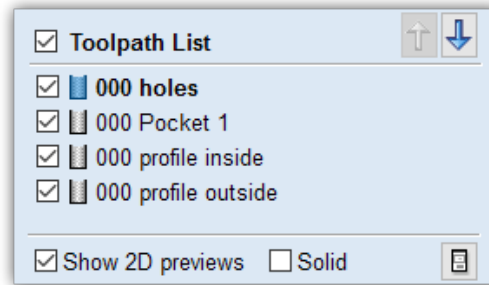 Toolpath List
000 holes
000 Pocket 1
000 profile inside
000 profile outside
Show 2D previews Solid